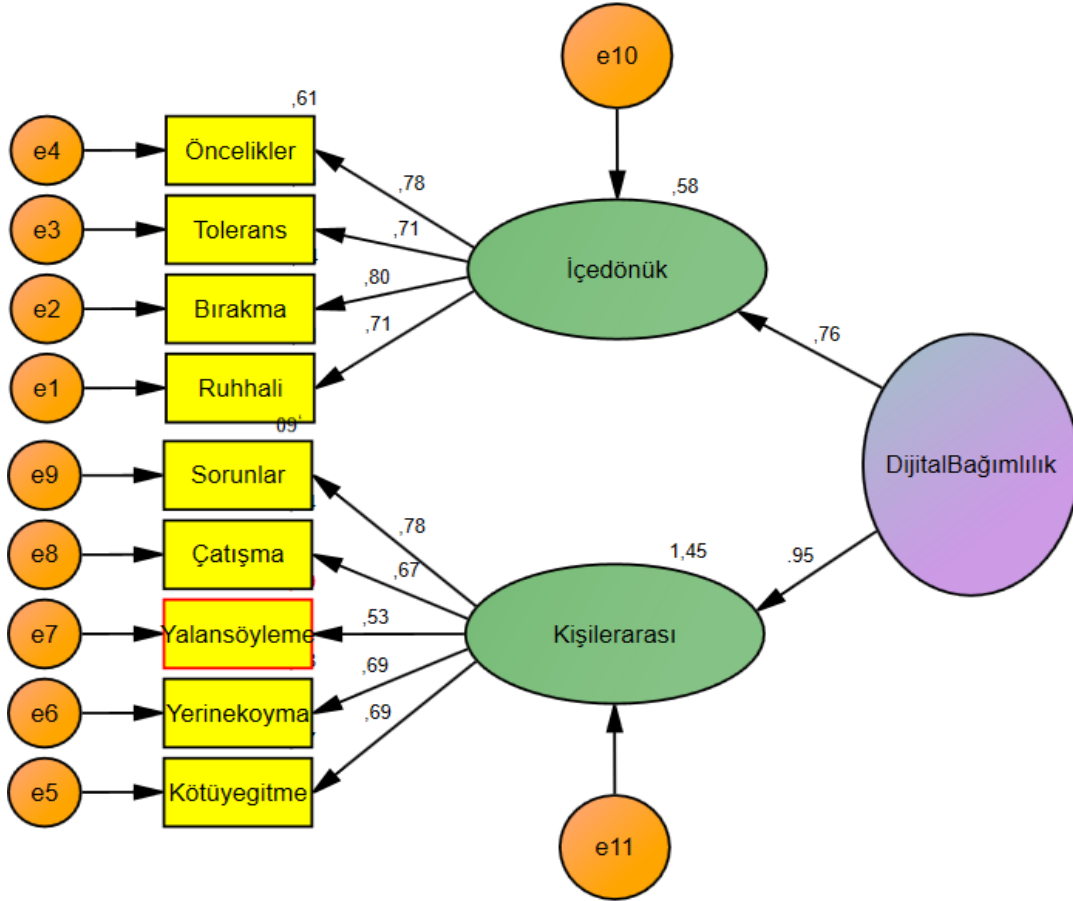 e10
,61
e4
Öncelikler
,78
,58
e3
Tolerans
,71
İçedönük
e2
Bırakma
,80
e1
Ruhhali
,71
,76
DijitalBağımlılık
,60
e9
Sorunlar
,78
e8
Çatışma
,67
1,45
.95
e7
Yalansöyleme
,53
Kişilerarası
e6
Yerinekoyma
,69
e5
Kötüyegitme
,69
e11